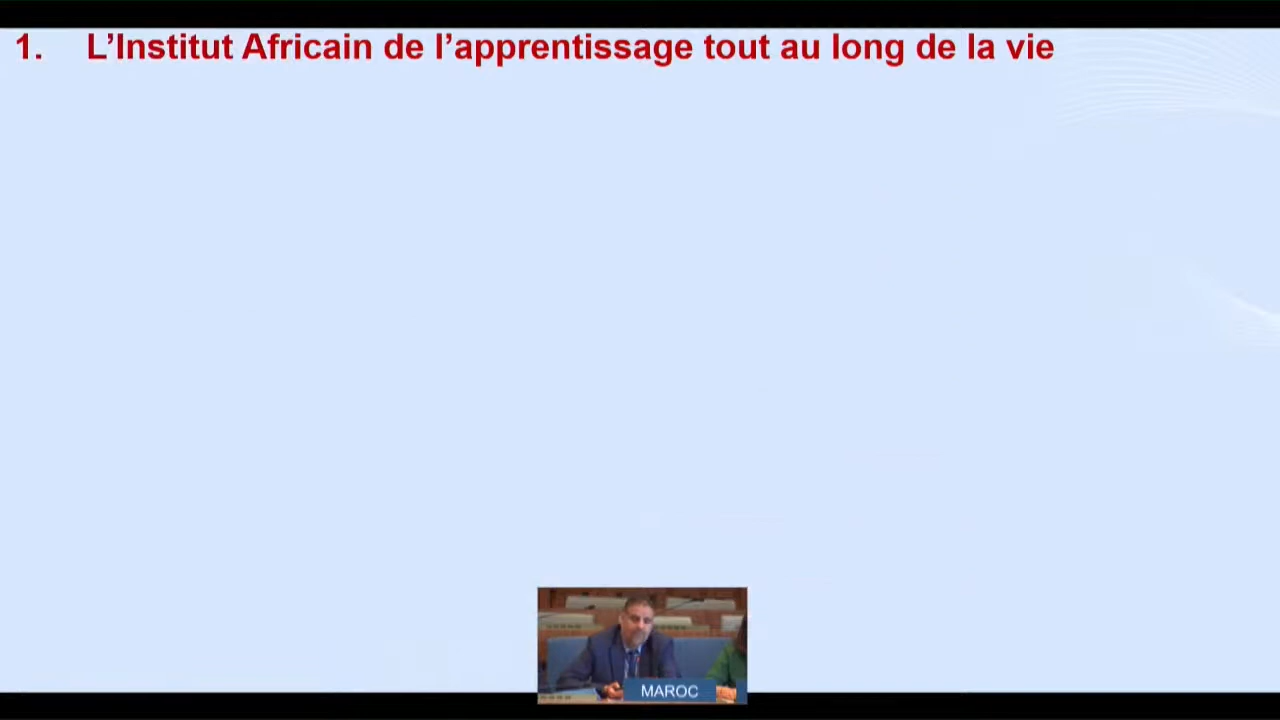 1. L’Institut Africain de l’apprentissage tout au long de la vie
MAROC